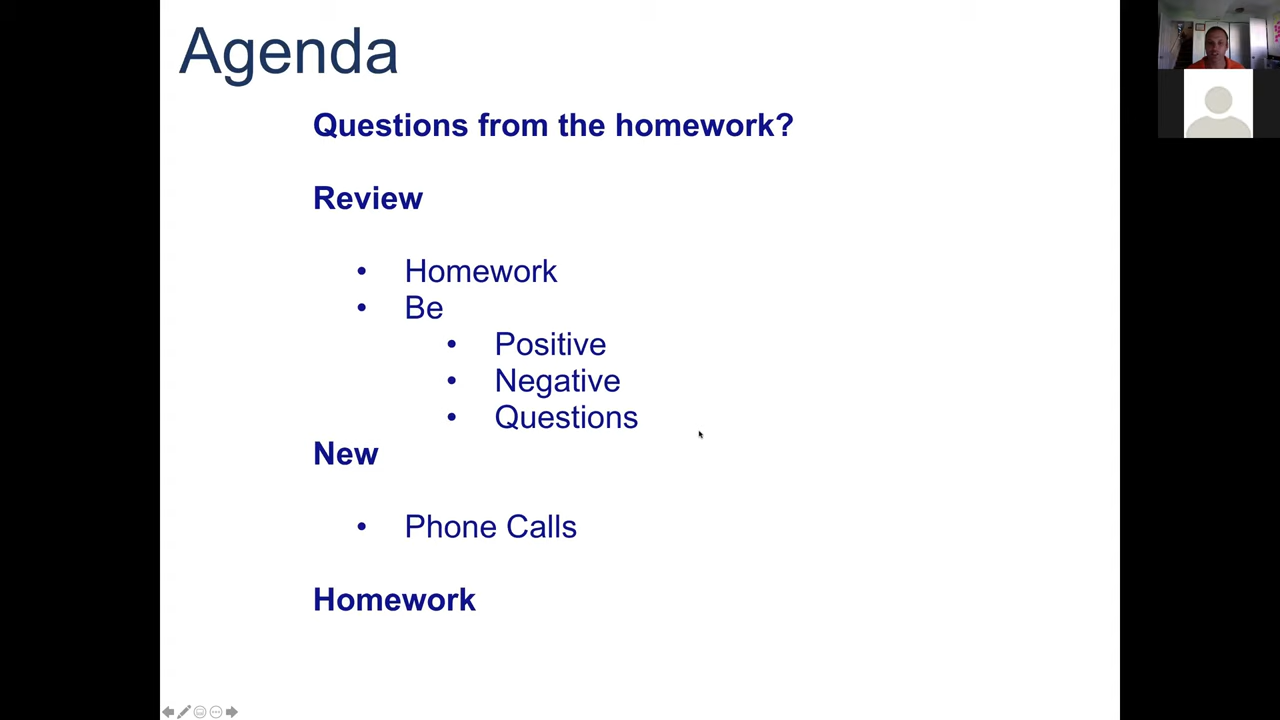 Agenda
Questions from the homework?
Review
• Homework
• Be
• Positive
• Negative
• Questions
New
• Phone Calls
Homework